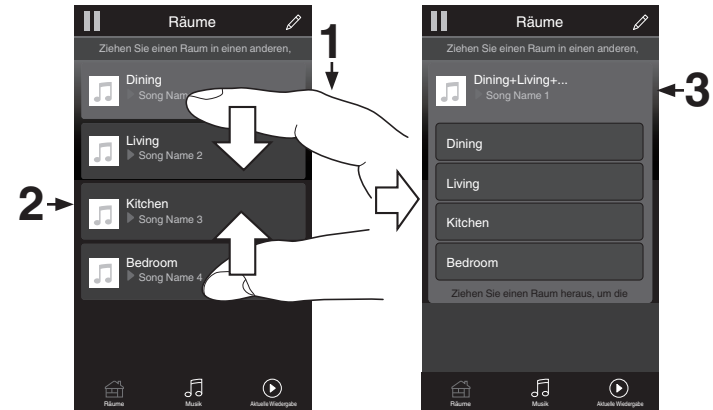 Räume
Ziehen Sie einen Raum in einen anderen,
1
Dining
Song Nam
Living
Song Name 2
2
Kitchen
Song Name 3
Bedroom
Song Name 4
Räume
Musik
Aktuelle Wiedergabe
Räume
Ziehen Sie einen Raum in einen anderen,
Dining+Living+...
Song Name 1
3
Dining
Living
Kitchen
Bedroom
Ziehen Sie einen Raum heraus, um die
Räume
Musik
Aktuelle Wiedergabe